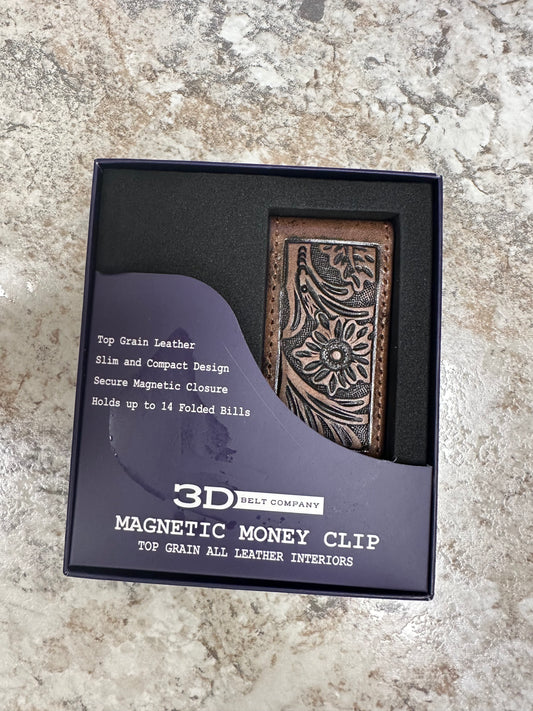 Top Grain Leather
Slim and Compact Design
Secure Magnetic Closure
Holds up to 14 Folded Bills
3D BELT COMPANY
MAGNETIC MONEY CLIP
TOP GRAIN ALL LEATHER INTERIORS